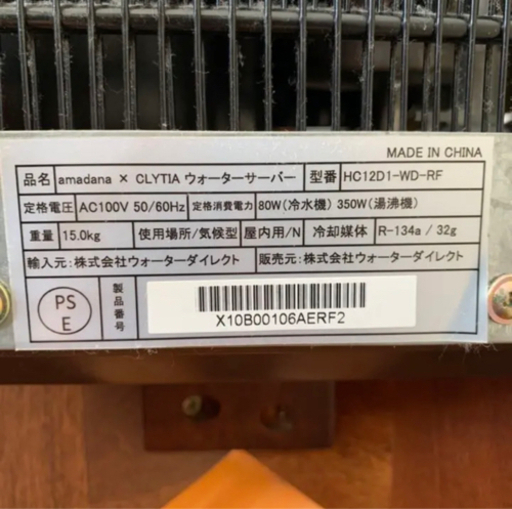 MADE IN CHINA
品名 amadana × CLYTIA ウォーターサーバー 型番 HC12D1-WD-RF
定格電圧 AC100V 50/60Hz 定格消費電力 80W(冷水機) 350W(湯沸機)
重量 15.0kg 使用場所/気候型 屋内用/N 冷却媒体 R-134a / 32g
輸入元: 株式会社ウォーターダイレクト 販売元: 株式会社ウォーターダイレクト
PS
E
製品番号
X10B00106AERF2